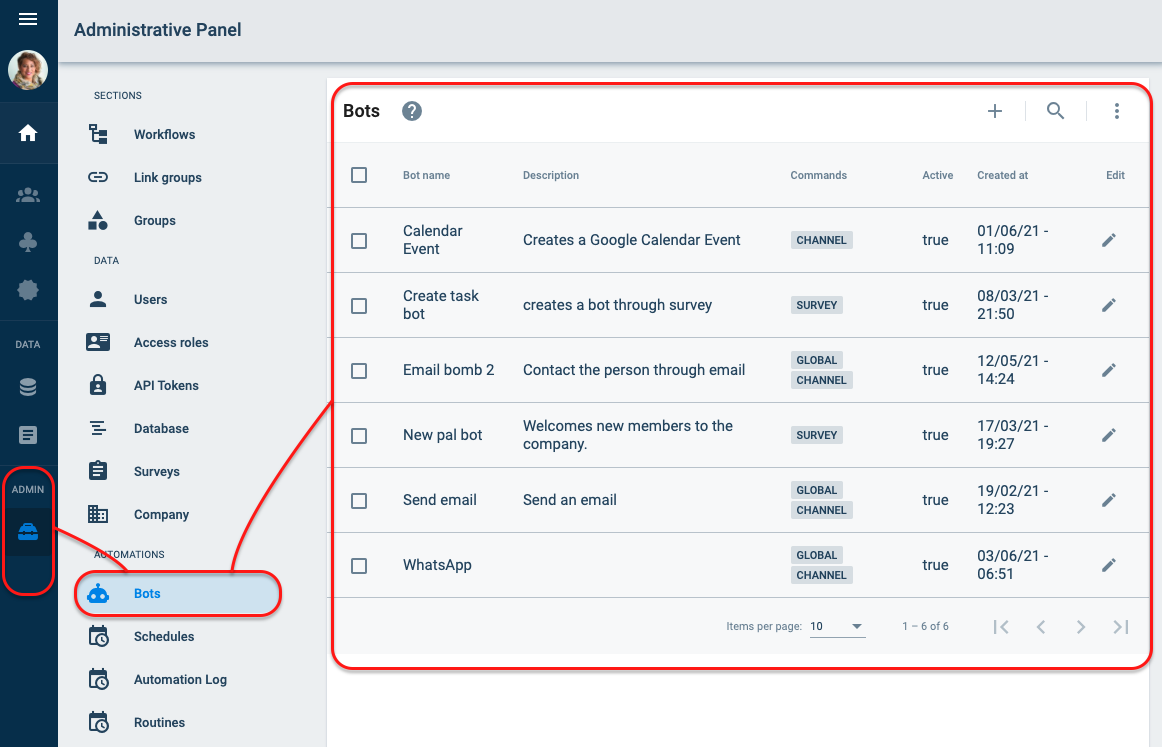 Administrative Panel
SECTIONS
Workflows
Link groups
Groups
DATA
Users
Access roles
API Tokens
Database
Surveys
Company
AUTOMATIONS
Bots
Schedules
Automation Log
Routines
DATA
ADMIN
Bots
?
Bot name Description Commands Active Created at Edit
Calendar
Event
Creates a Google Calendar Event
CHANNEL
true
01/06/21 -
11:09
Create task
bot
creates a bot through survey
SURVEY
true
08/03/21 -
21:50
Email bomb 2
Contact the person through email
GLOBAL
CHANNEL
true
12/05/21 -
14:24
New pal bot
Welcomes new members to the
company.
SURVEY
true
17/03/21 -
19:27
Send email
Send an email
GLOBAL
CHANNEL
true
19/02/21 -
12:23
WhatsApp
GLOBAL
CHANNEL
true
03/06/21 -
06:51
Items per page: 10 1 – 6 of 6